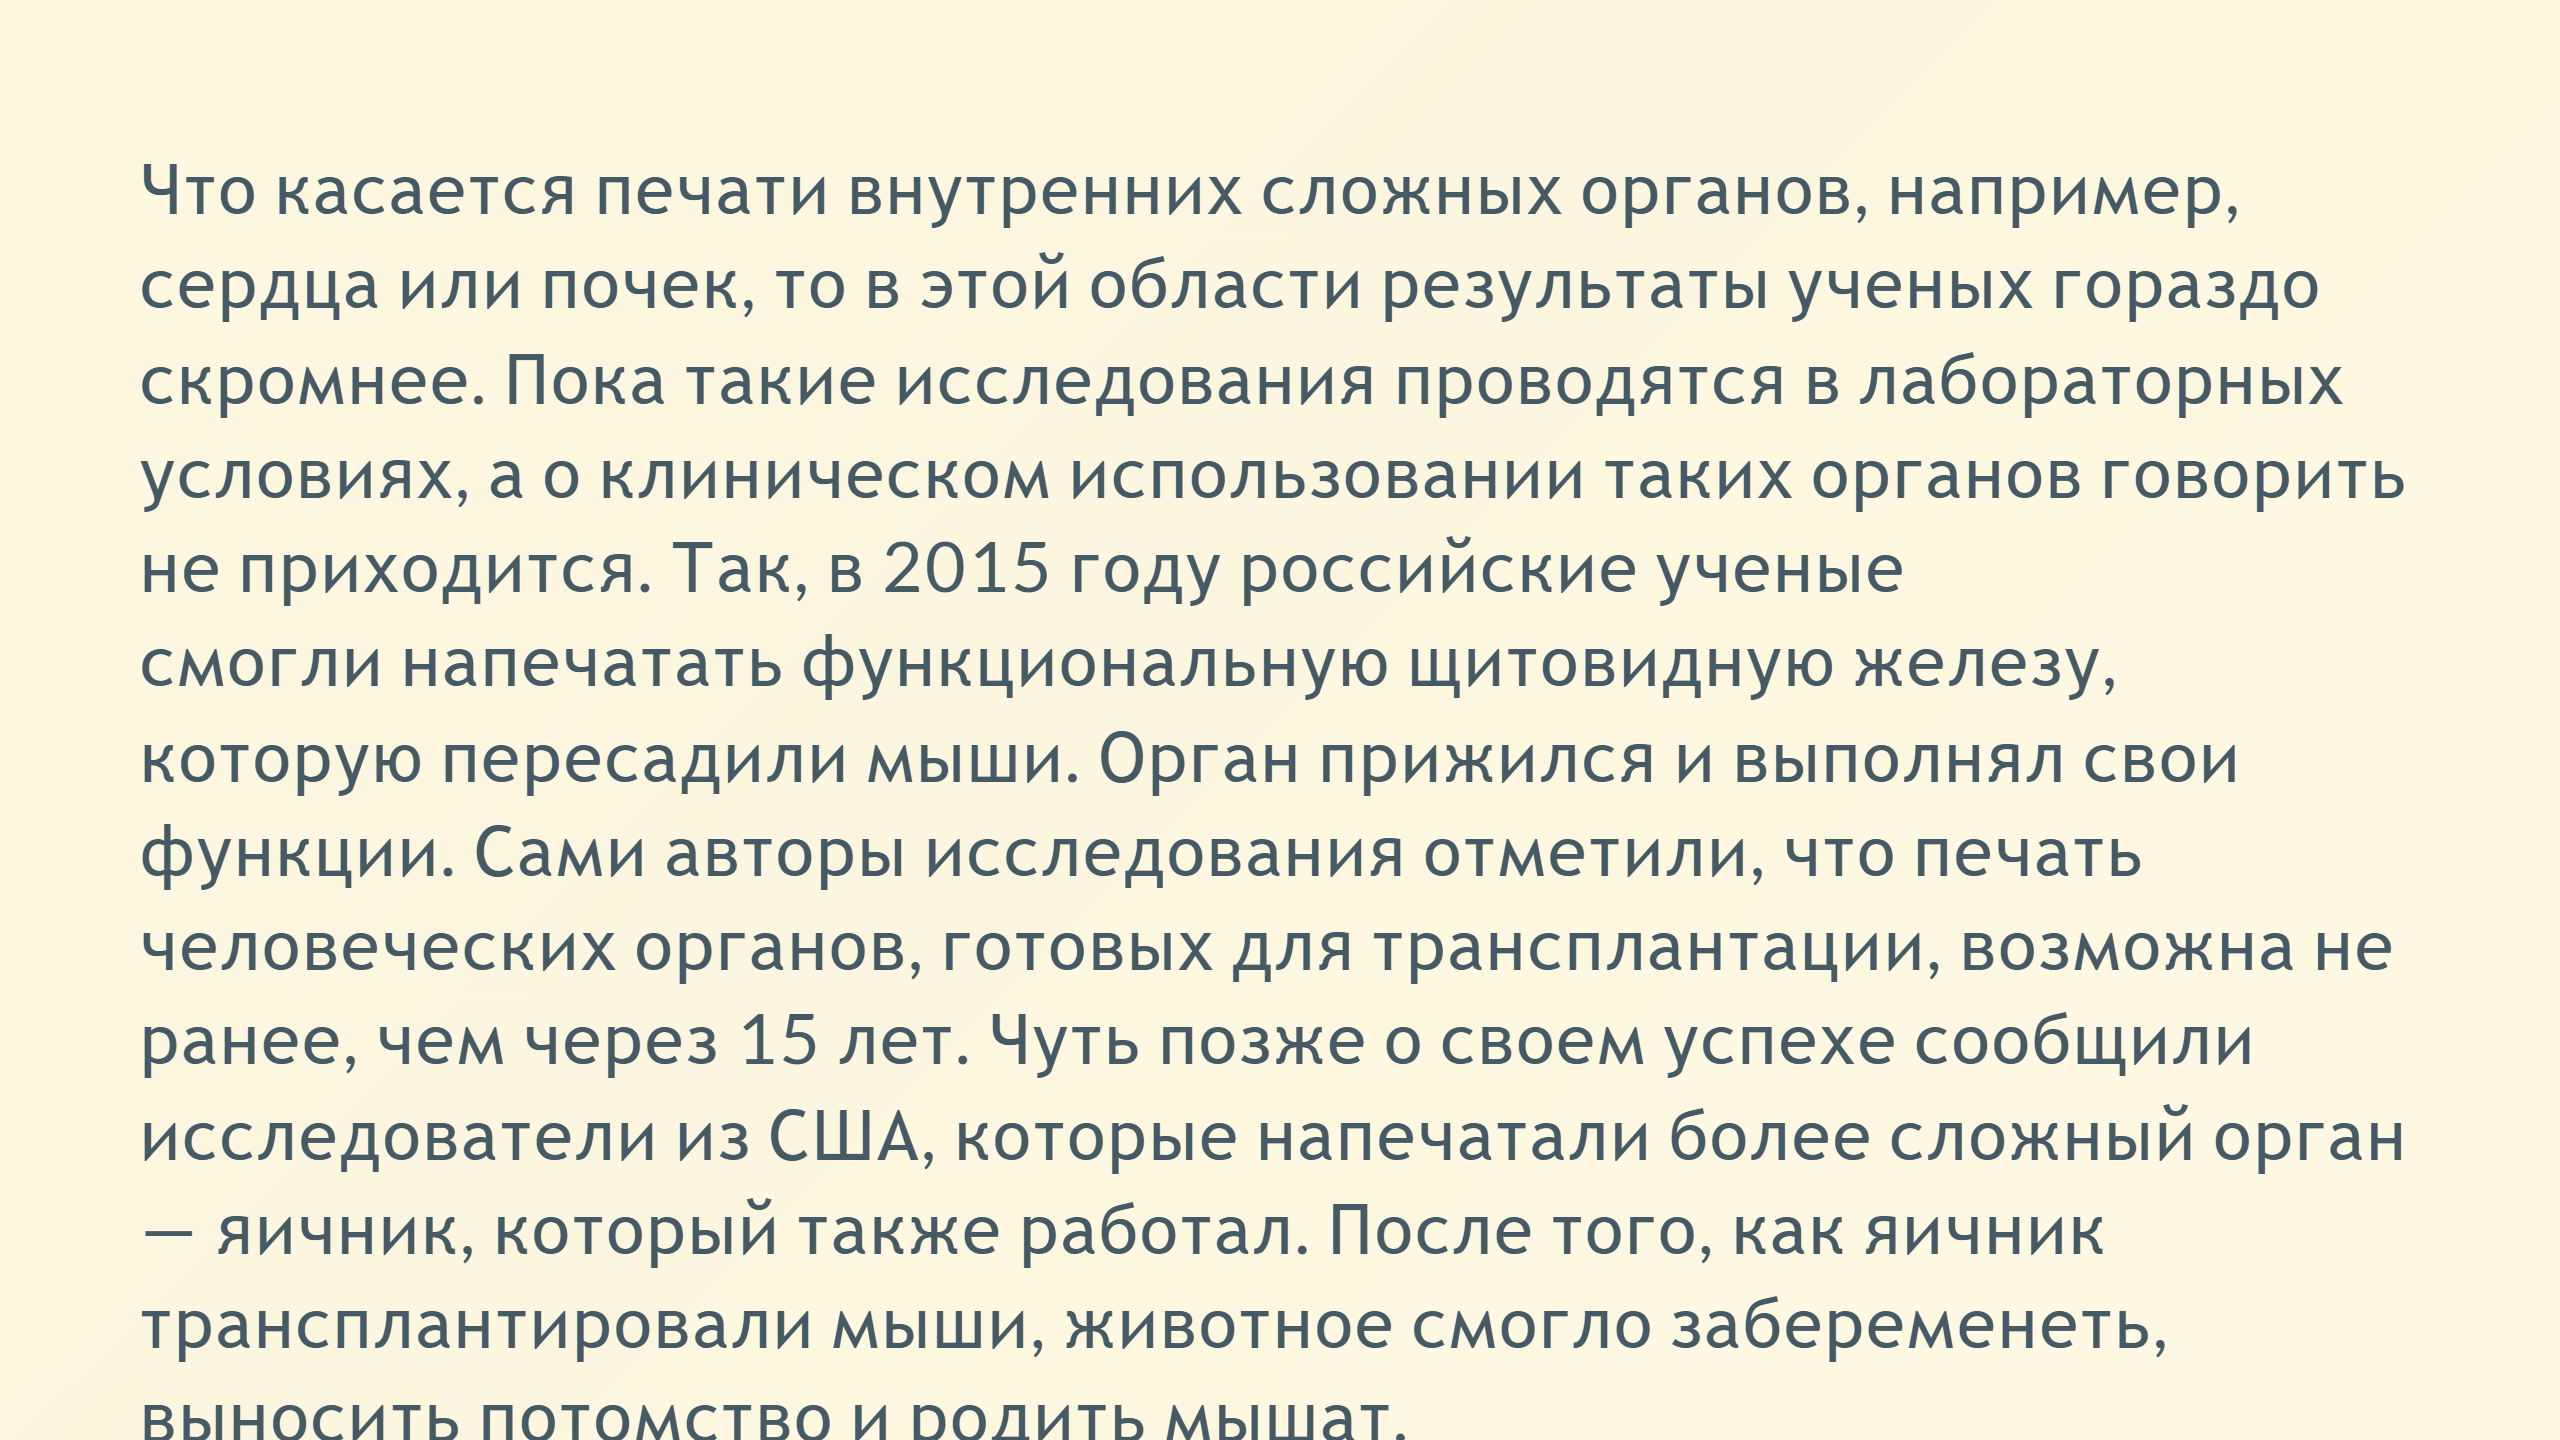 Что касается печати внутренних сложных органов, например,
сердца или почек, то в этой области результаты ученых гораздо
скромнее. Пока такие исследования проводятся в лабораторных
условиях, а о клиническом использовании таких органов говорить
не приходится. Так, в 2015 году российские ученые
смогли напечатать функциональную щитовидную железу,
которую пересадили мыши. Орган прижился и выполнял свои
функции. Сами авторы исследования отметили, что печать
человеческих органов, готовых для трансплантации, возможна не
ранее, чем через 15 лет. Чуть позже о своем успехе сообщили
исследователи из США, которые напечатали более сложный орган
— яичник, который также работал. После того, как яичник
трансплантировали мыши, животное смогло забеременеть,
выносить потомство и родить мышат.